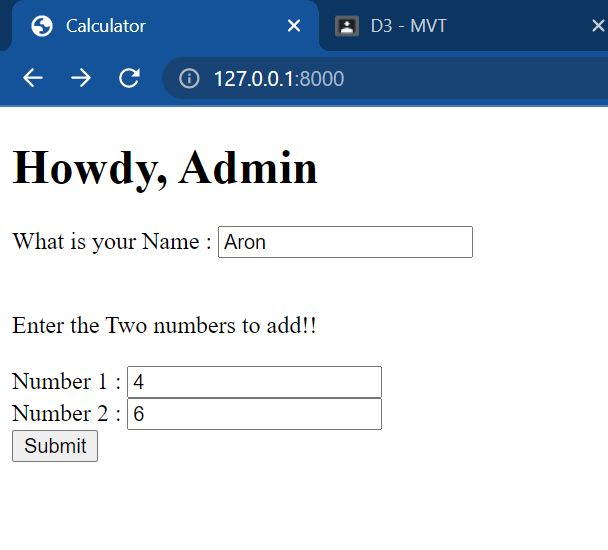 Calculator D3 - MVT
127.0.0.1:8000
Howdy, Admin
What is your Name : Aron
Enter the Two numbers to add!!
Number 1 : 4
Number 2 : 6
Submit